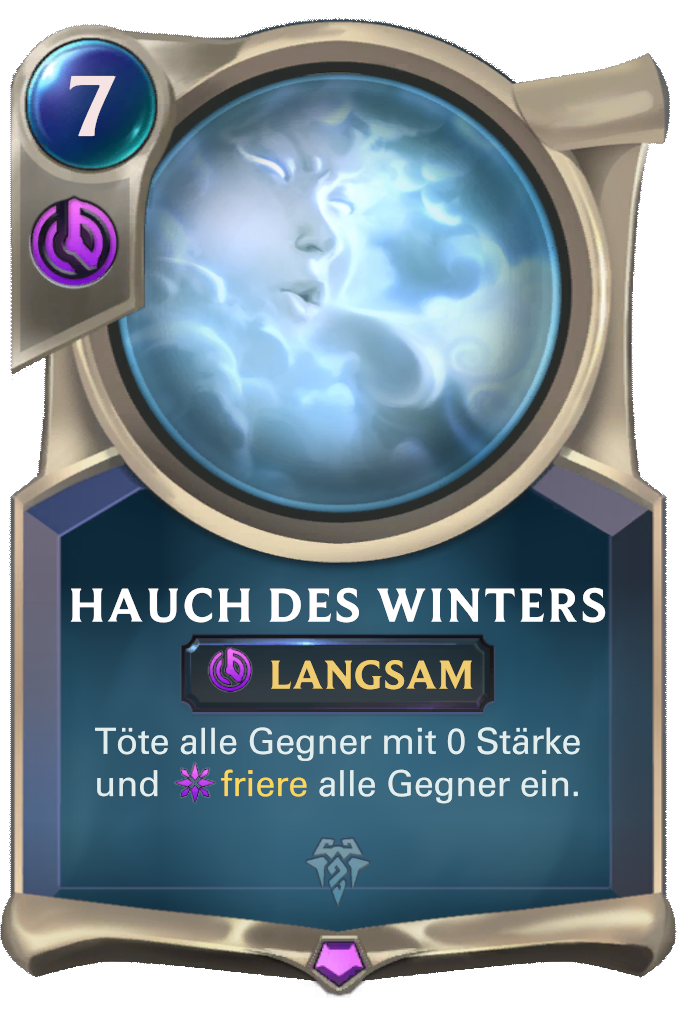 7
HAUCH DES WINTERS
LANGSAM
Töte alle Gegner mit 0 Stärke
und friere alle Gegner ein.